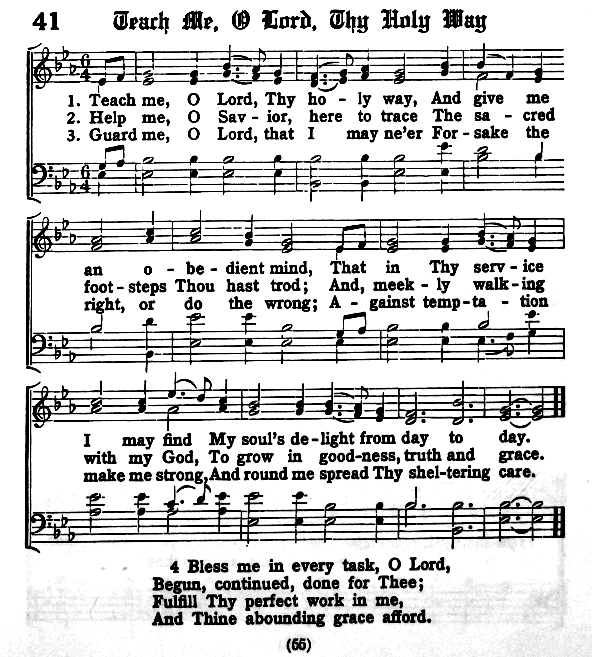 41 Teach Me, O Lord, Thy Holy Way
6 4
1. Teach me, O Lord, Thy ho - ly way, And give me
2. Help me, O Sav - ior, here to trace The sa - cred
3. Guard me, O Lord, that I may ne'er For - sake the
6 4
an o - be - dient mind, That in Thy serv - ice
foot - steps Thou hast trod; And, meek - ly walk - ing
right, or do the wrong; A - gainst temp - ta - tion
I may find My soul's de - light from day to day.
with my God, To grow in good - ness, truth and grace.
make me strong, And round me spread Thy shel - tering care.
4 Bless me in every task, O Lord,
Begun, continued, done for Thee;
Fulfill Thy perfect work in me,
And Thine abounding grace afford.
(55)